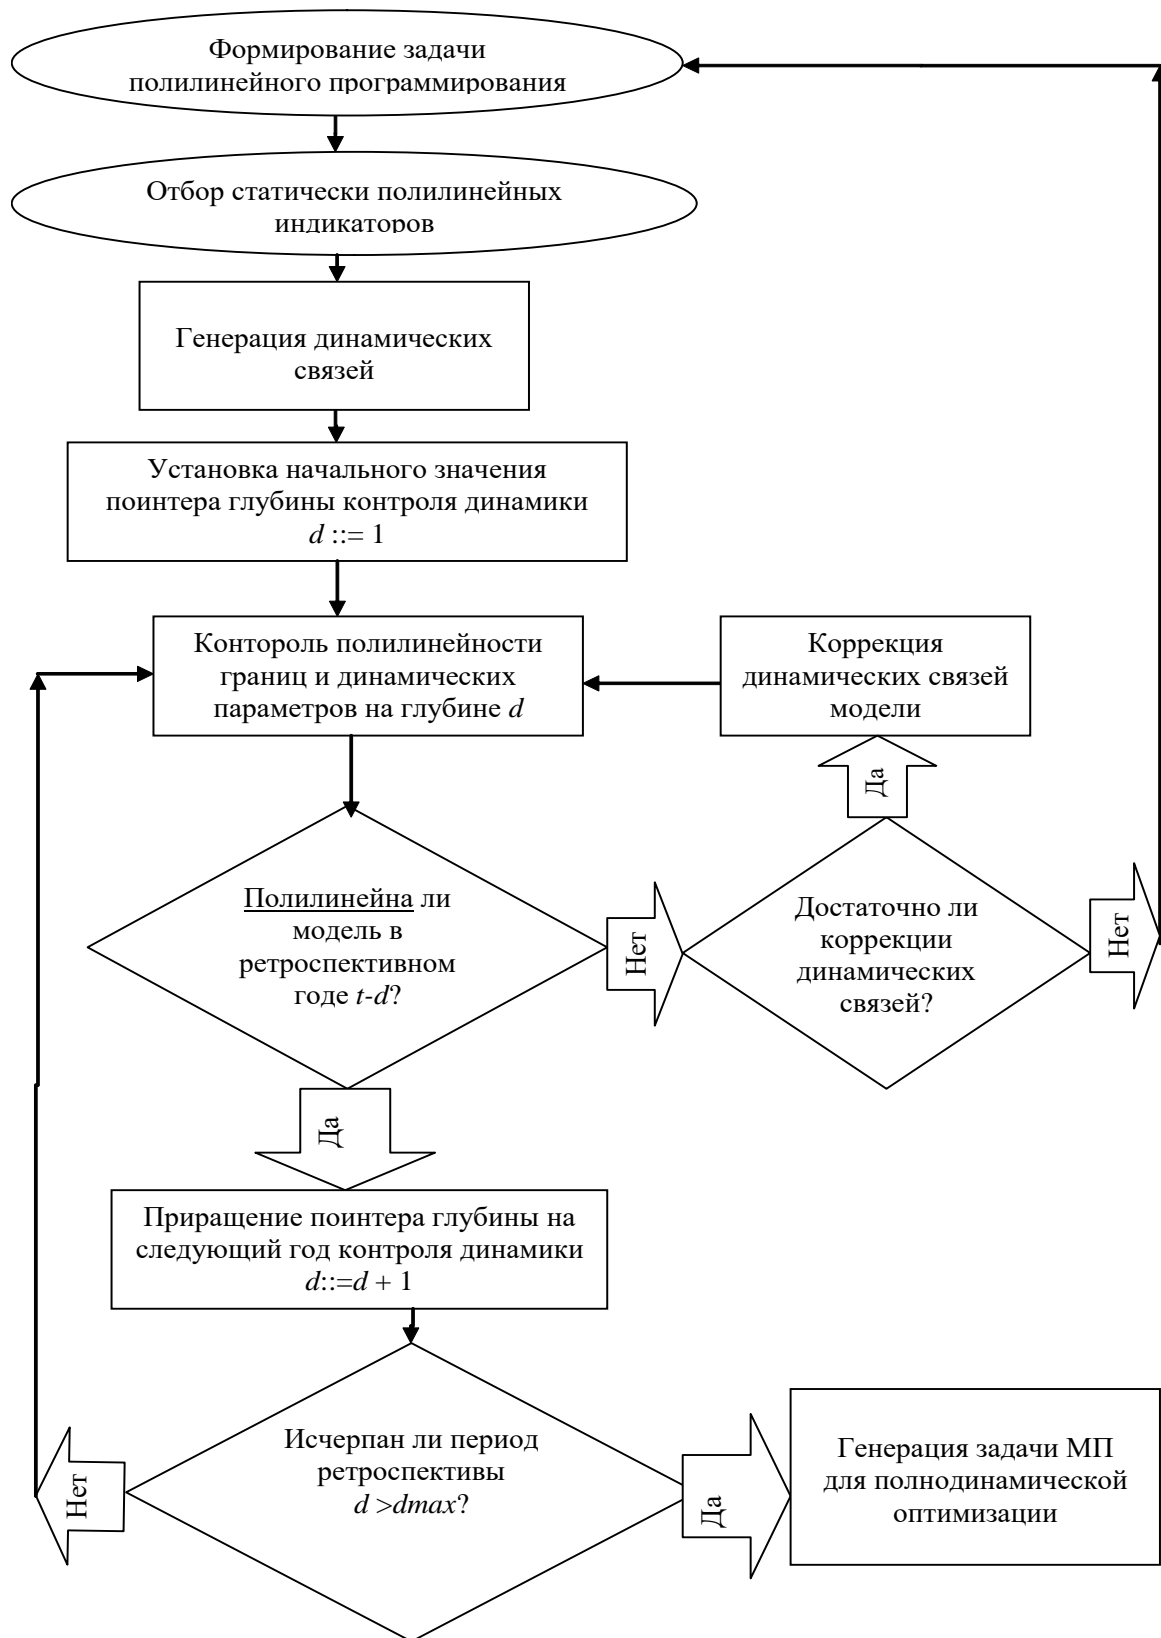 Формирование задачи
полилинейного программирования
Отбор статически полилинейных
индикаторов
Генерация динамических
связей
Установка начального значения
поинтера глубины контроля динамики
d ::= 1
Контороль полилинейности
границ и динамических
параметров на глубине d
Коррекция
динамических связей
модели
Да
Полилинейна ли
модель в
ретроспективном
годе t-d?
Нет
Достаточно ли
коррекции
динамических
связей?
Нет
Да
Приращение поинтера глубины на
следующий год контроля динамики
d::=d + 1
Исчерпан ли период
ретроспективы
d >dmax?
Нет
Да
Генерация задачи МП
для полнодинамической
оптимизации